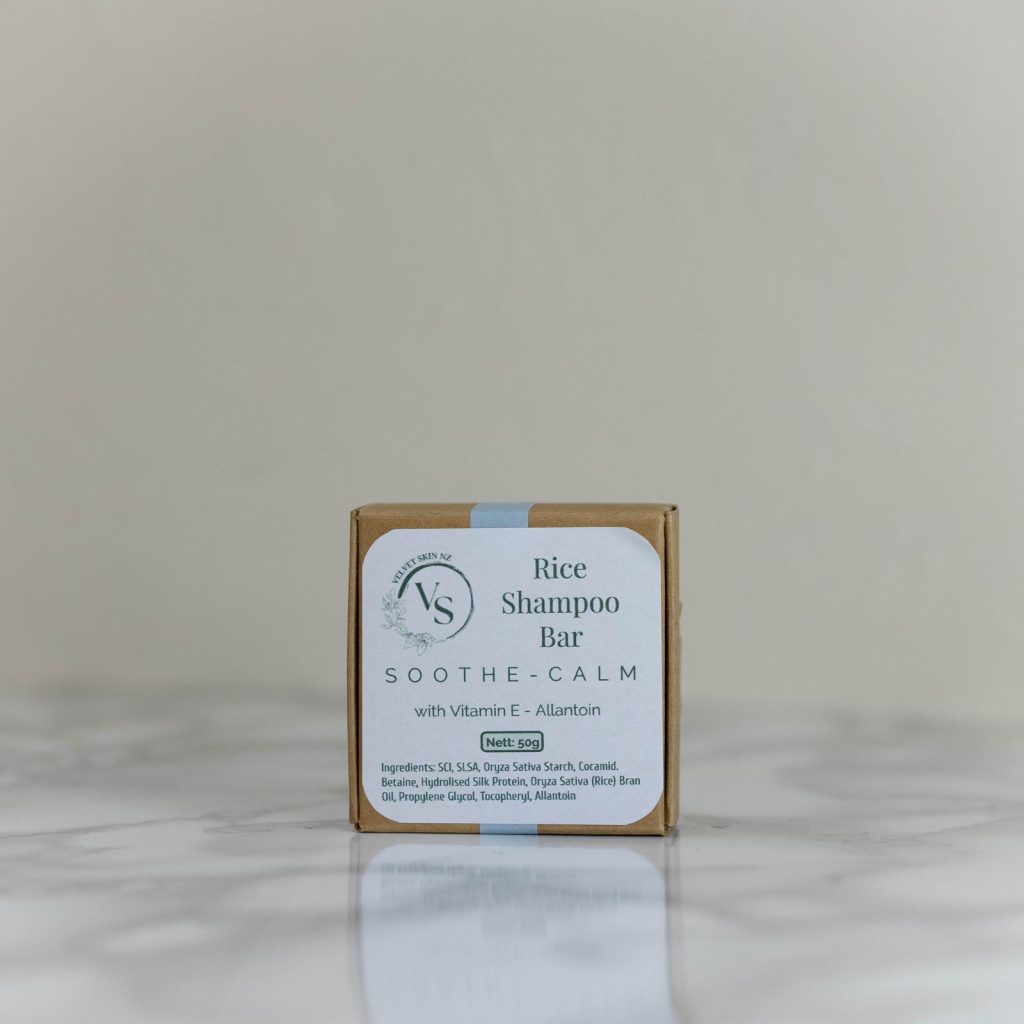 VELVET SKIN NZ
VS
Rice
Shampoo
Bar
SOOTHE-CALM
with Vitamin E - Allantoin
Nett: 50g
Ingredients: SCI, SLSA, Oryza Sativa Starch, Cocamid.
Betaine, Hydrolised Silk Protein, Oryza Sativa (Rice) Bran
Oil, Propylene Glycol, Tocopheryl, Allantoin